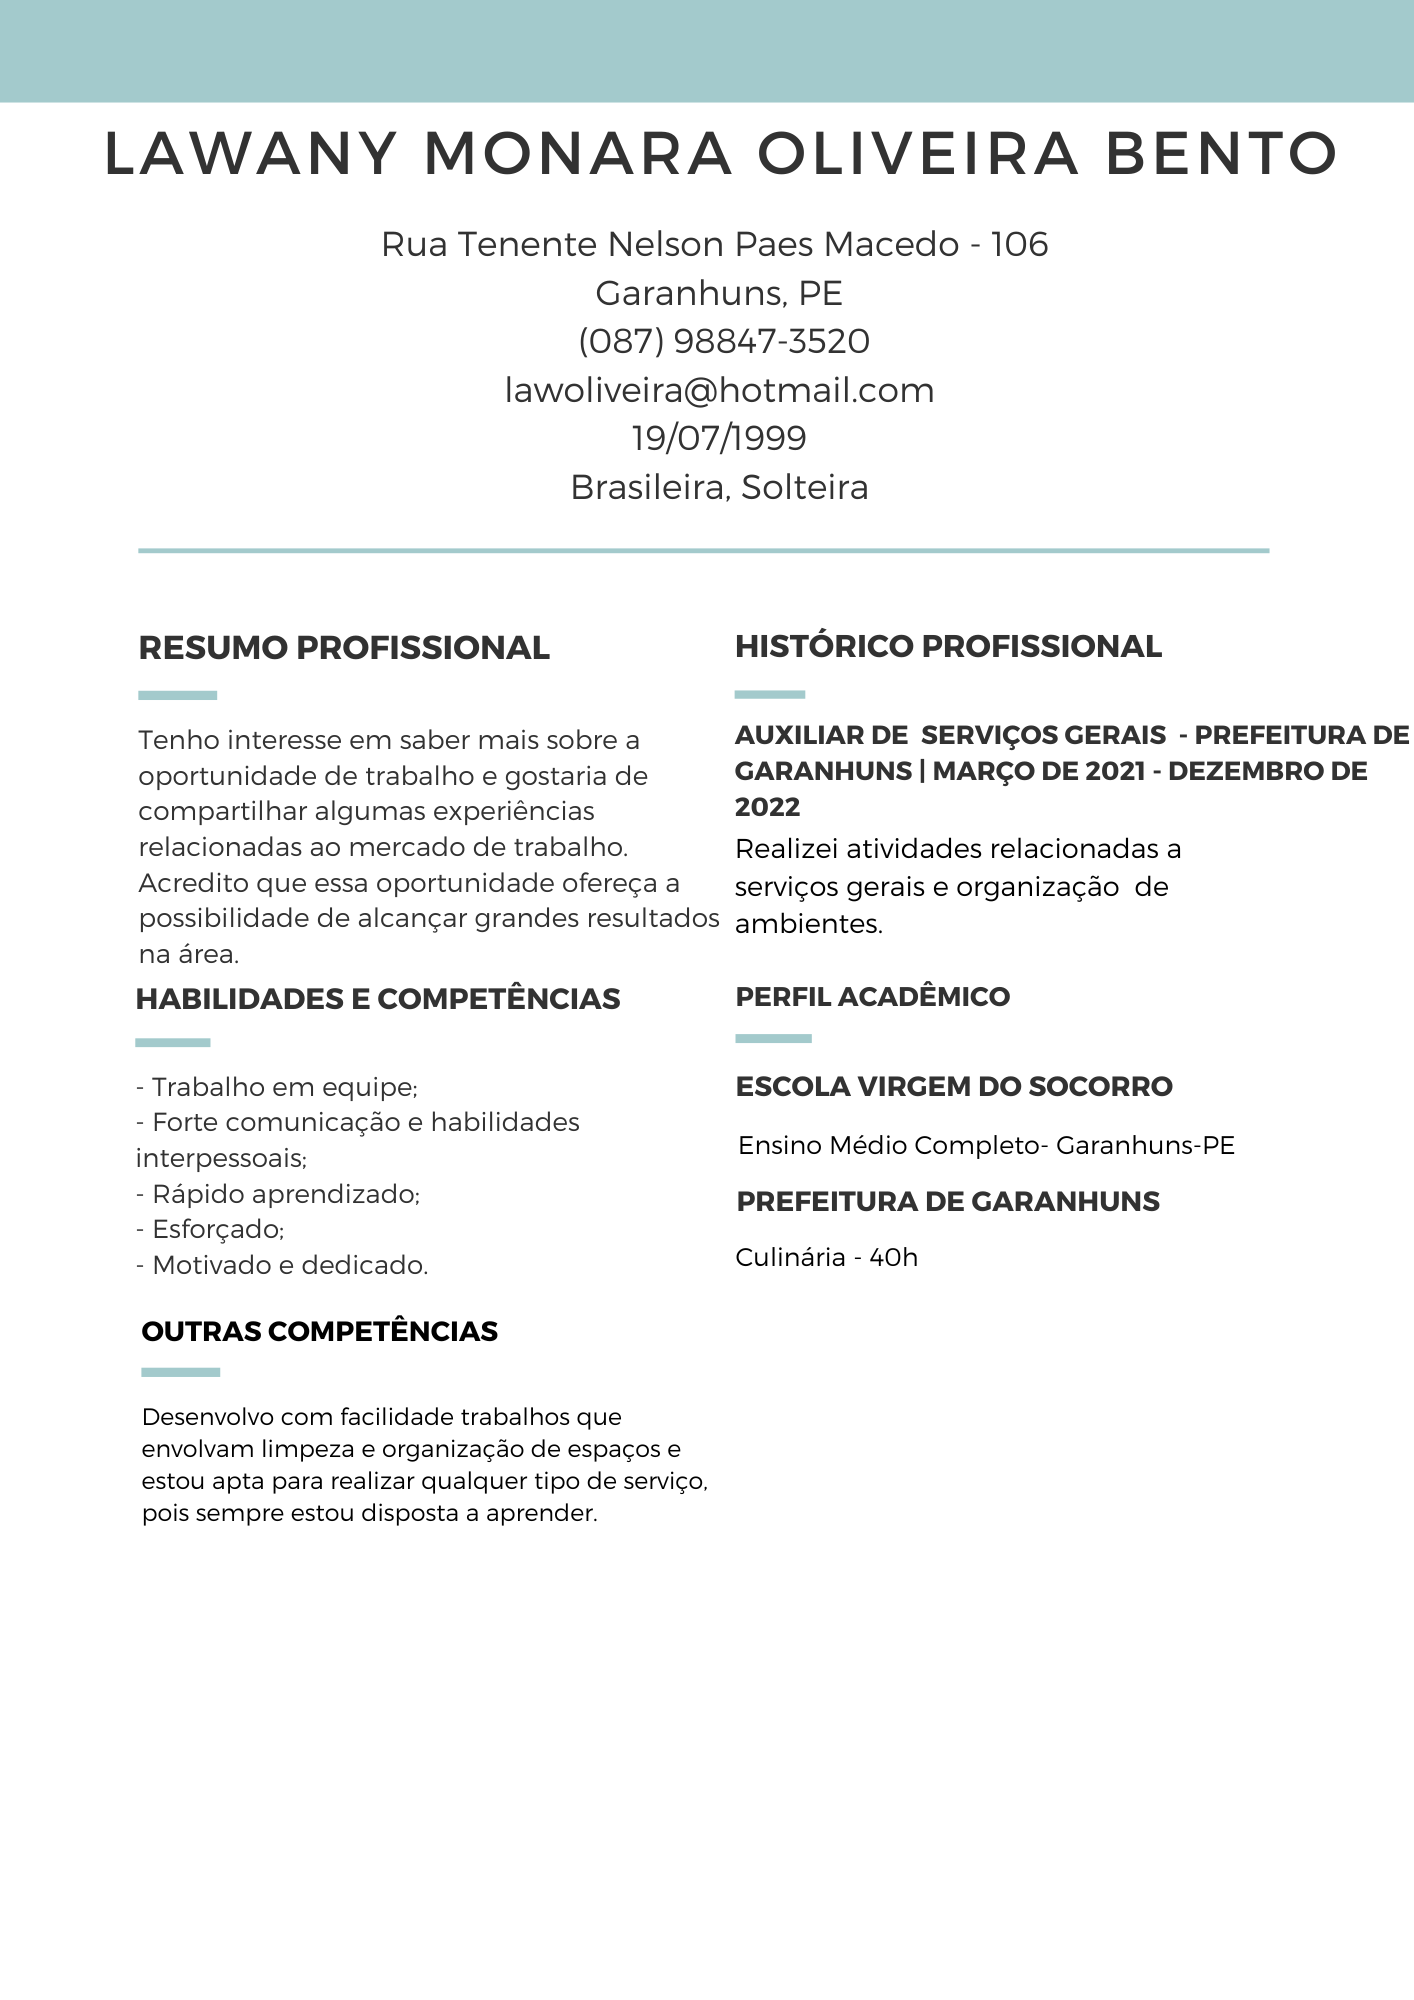 LAWANY MONARA OLIVEIRA BENTO
Rua Tenente Nelson Paes Macedo - 106
Garanhuns, PE
(087) 98847-3520
lawoliveira@hotmail.com
19/07/1999
Brasileira, Solteira
RESUMO PROFISSIONAL
Tenho interesse em saber mais sobre a
oportunidade de trabalho e gostaria de
compartilhar algumas experiências
relacionadas ao mercado de trabalho.
Acredito que essa oportunidade ofereça a
possibilidade de alcançar grandes resultados
na área.
HABILIDADES E COMPETÊNCIAS
- Trabalho em equipe;
- Forte comunicação e habilidades
interpessoais;
- Rápido aprendizado;
- Esforçado;
- Motivado e dedicado.
OUTRAS COMPETÊNCIAS
Desenvolvo com facilidade trabalhos que
envolvam limpeza e organização de espaços e
estou apta para realizar qualquer tipo de serviço,
pois sempre estou disposta a aprender.
HISTÓRICO PROFISSIONAL
AUXILIAR DE  SERVIÇOS GERAIS  - PREFEITURA DE
GARANHUNS | MARÇO DE 2021 - DEZEMBRO DE
2022
Realizei atividades relacionadas a
serviços gerais e organização  de
ambientes.
PERFIL ACADÊMICO
ESCOLA VIRGEM DO SOCORRO
Ensino Médio Completo- Garanhuns-PE
PREFEITURA DE GARANHUNS
Culinária - 40h